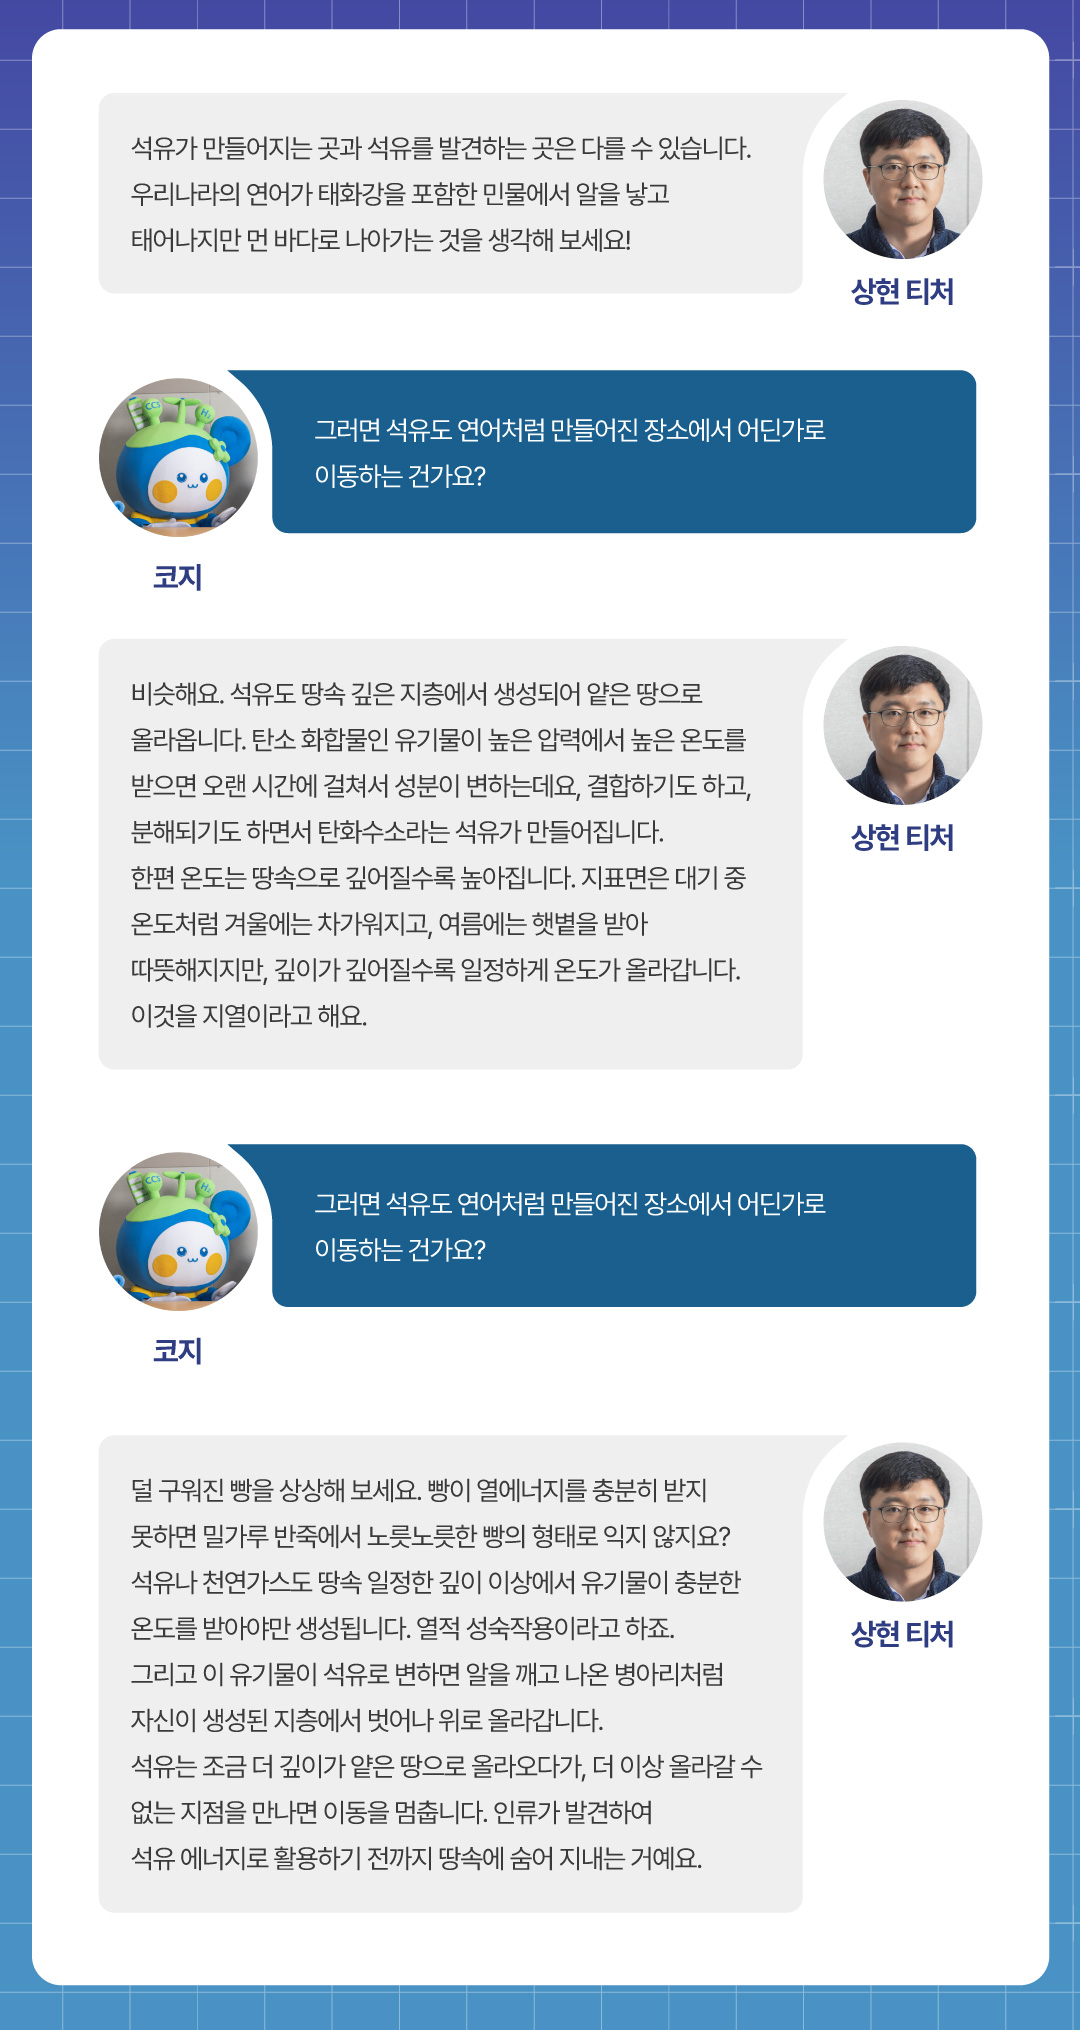 석유가 만들어지는 곳과 석유를 발견하는 곳은 다를 수 있습니다.
우리나라의 연어가 태화강을 포함한 민물에서 알을 낳고
태어나지만 먼 바다로 나아가는 것을 생각해 보세요!
상현 티처
CCS
H₂
그러면 석유도 연어처럼 만들어진 장소에서 어딘가로
이동하는 건가요?
코지
비슷해요. 석유도 땅속 깊은 지층에서 생성되어 얕은 땅으로
올라옵니다. 탄소 화합물인 유기물이 높은 압력에서 높은 온도를
받으면 오랜 시간에 걸쳐서 성분이 변하는데요, 결합하기도 하고,
분해되기도 하면서 탄화수소라는 석유가 만들어집니다.
한편 온도는 땅속으로 깊어질수록 높아집니다. 지표면은 대기 중
온도처럼 겨울에는 차가워지고, 여름에는 햇볕을 받아
따뜻해지지만, 깊이가 깊어질수록 일정하게 온도가 올라갑니다.
이것을 지열이라고 해요.
상현 티처
CCS
H₂
그러면 석유도 연어처럼 만들어진 장소에서 어딘가로
이동하는 건가요?
코지
덜 구워진 빵을 상상해 보세요. 빵이 열에너지를 충분히 받지
못하면 밀가루 반죽에서 노릇노릇한 빵의 형태로 익지 않지요?
석유나 천연가스도 땅속 일정한 깊이 이상에서 유기물이 충분한
온도를 받아야만 생성됩니다. 열적 성숙작용이라고 하죠.
그리고 이 유기물이 석유로 변하면 알을 깨고 나온 병아리처럼
자신이 생성된 지층에서 벗어나 위로 올라갑니다.
석유는 조금 더 깊이가 얕은 땅으로 올라오다가, 더 이상 올라갈 수
없는 지점을 만나면 이동을 멈춥니다. 인류가 발견하여
석유 에너지로 활용하기 전까지 땅속에 숨어 지내는 거예요.
상현 티처